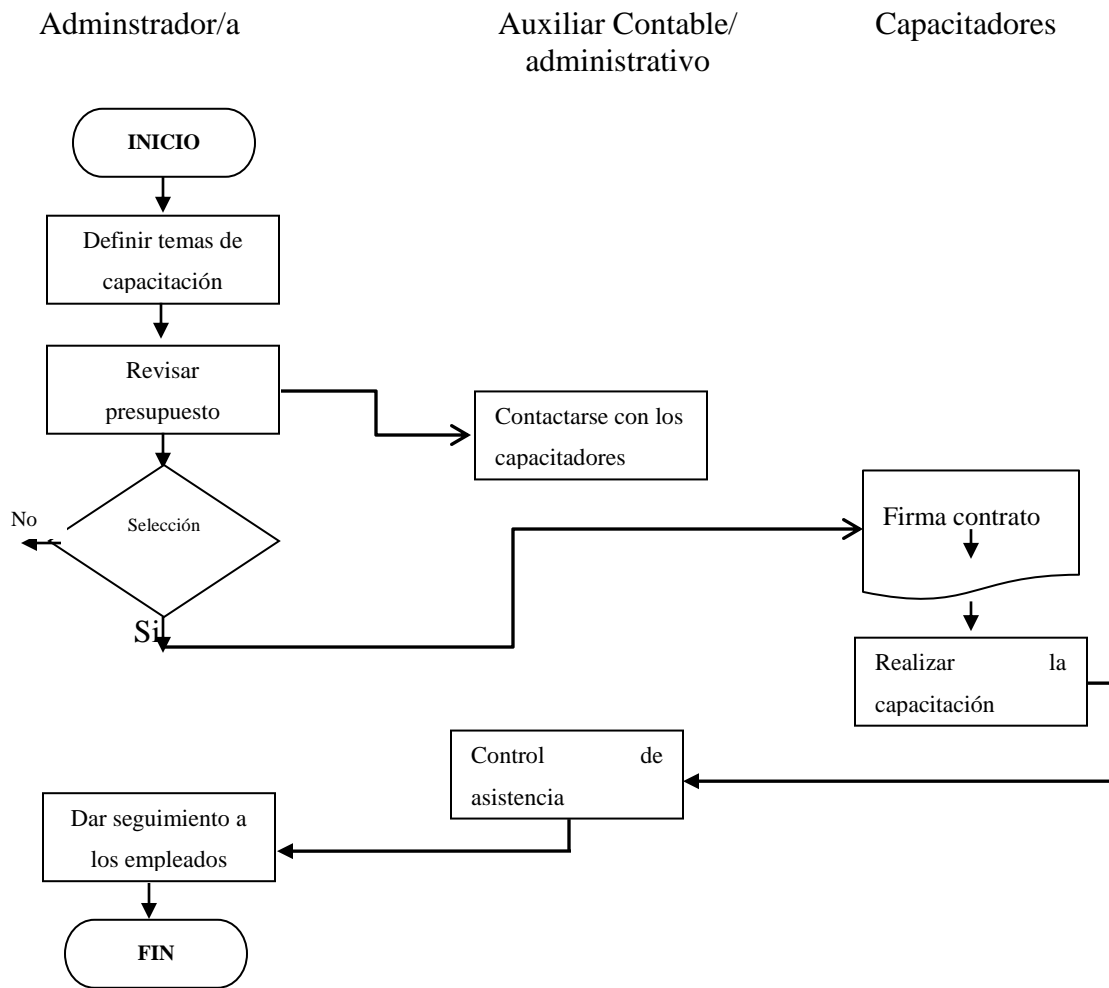 Adminstrador/a
Auxiliar Contable/
administrativo
Capacitadores
INICIO
Definir temas de
capacitación
Revisar
presupuesto
Contactarse con los
capacitadores
No
Selección
Firma contrato
Si
Realizar la
capacitación
Control de
asistencia
Dar seguimiento a
los empleados
FIN